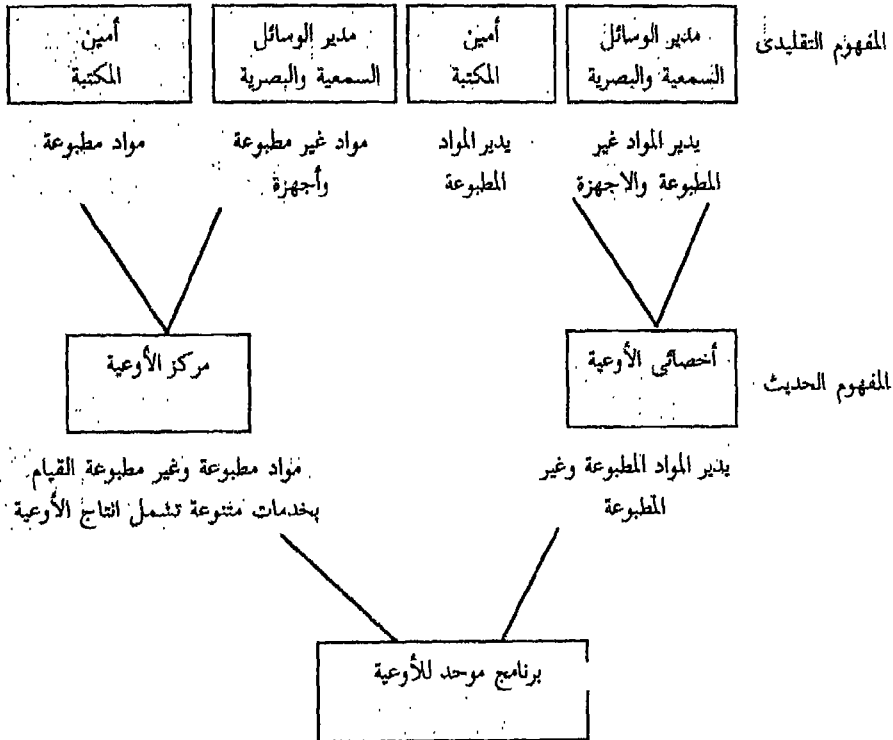 المفهوم التقليدى
مدير الوسائل
السمعية والبصرية
أمين
المكتبة
مدير الوسائل
السمعية والبصرية
أمين
المكتبة
يدير المواد غير
المطبوعة والاجهزة
يدير المواد
المطبوعة
مواد غير مطبوعة
وأجهزة
مواد مطبوعة
المفهوم الحديث
أخصائى الأوعية
مركز الأوعية
يدير المواد المطبوعة وغير
المطبوعة
مواد مطبوعة وغير مطبوعة القيام
بخدمات متنوعة تشمل انتاج الأوعية
برنامج موحد للأوعية